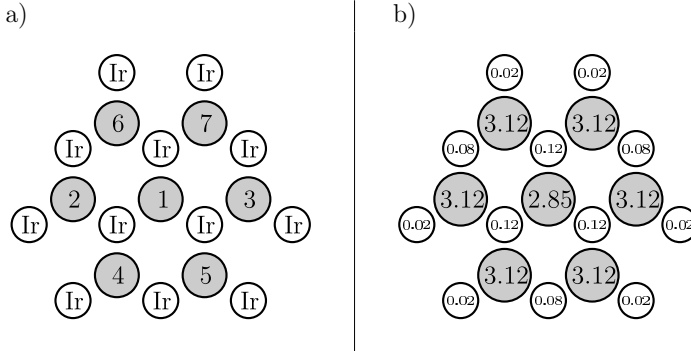 a)
b)
Ir Ir
6 7
Ir Ir Ir
2 1 3
Ir Ir Ir Ir
4 5
Ir Ir Ir
0.02 0.02
3.12 3.12
0.08 0.12 0.08
3.12 2.85 3.12
0.02 0.12 0.12 0.02
3.12 3.12
0.02 0.08 0.02